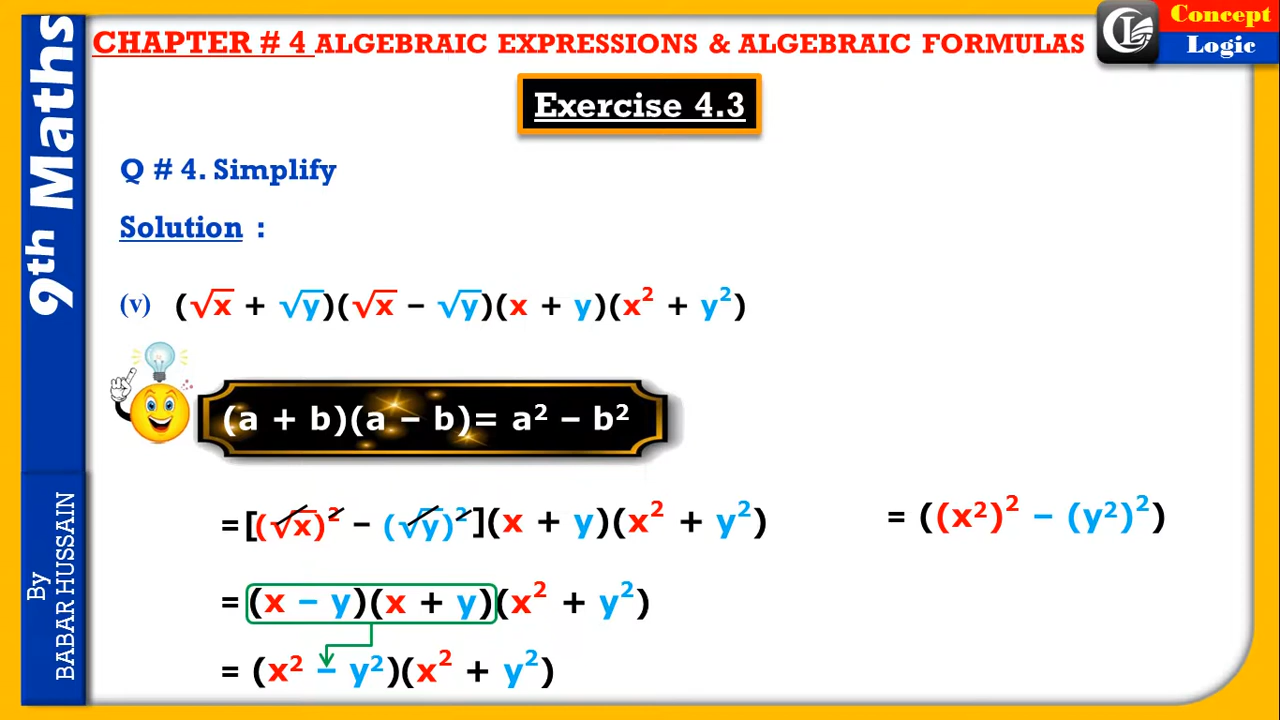 CHAPTER # 4 ALGEBRAIC EXPRESSIONS & ALGEBRAIC FORMULAS
Concept
Logic
9th Maths
By
BABAR HUSSAIN
Exercise 4.3
Q # 4. Simplify
Solution :
(v) (√x + √y)(√x − √y)(x + y)(x² + y²)
(a + b)(a − b)= a² − b²
= [(√x)² − (√y)²](x + y)(x² + y²)
= (x − y)(x + y)(x² + y²)
= (x² − y²)(x² + y²)
= ((x²)² − (y²)²)